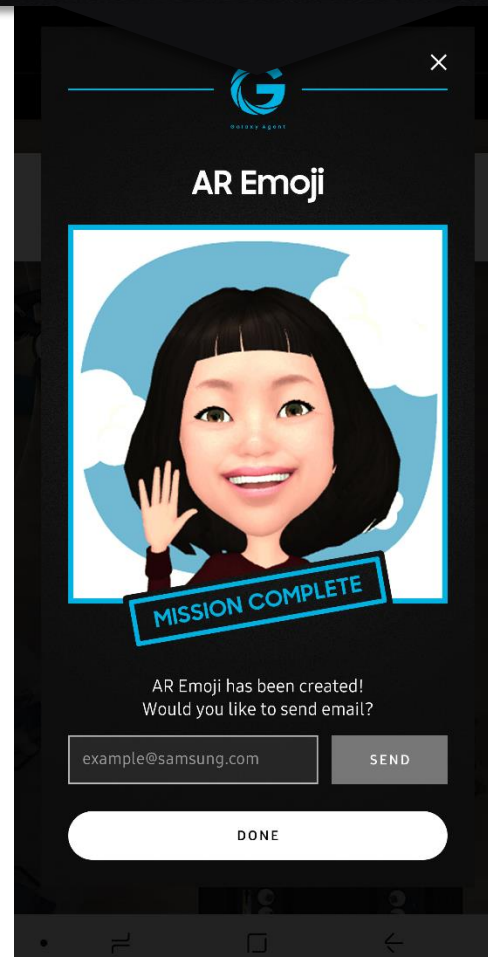 Galaxy Agent
AR Emoji
MISSION COMPLETE
AR Emoji has been created!
Would you like to send email?
example@samsung.com
SEND
DONE